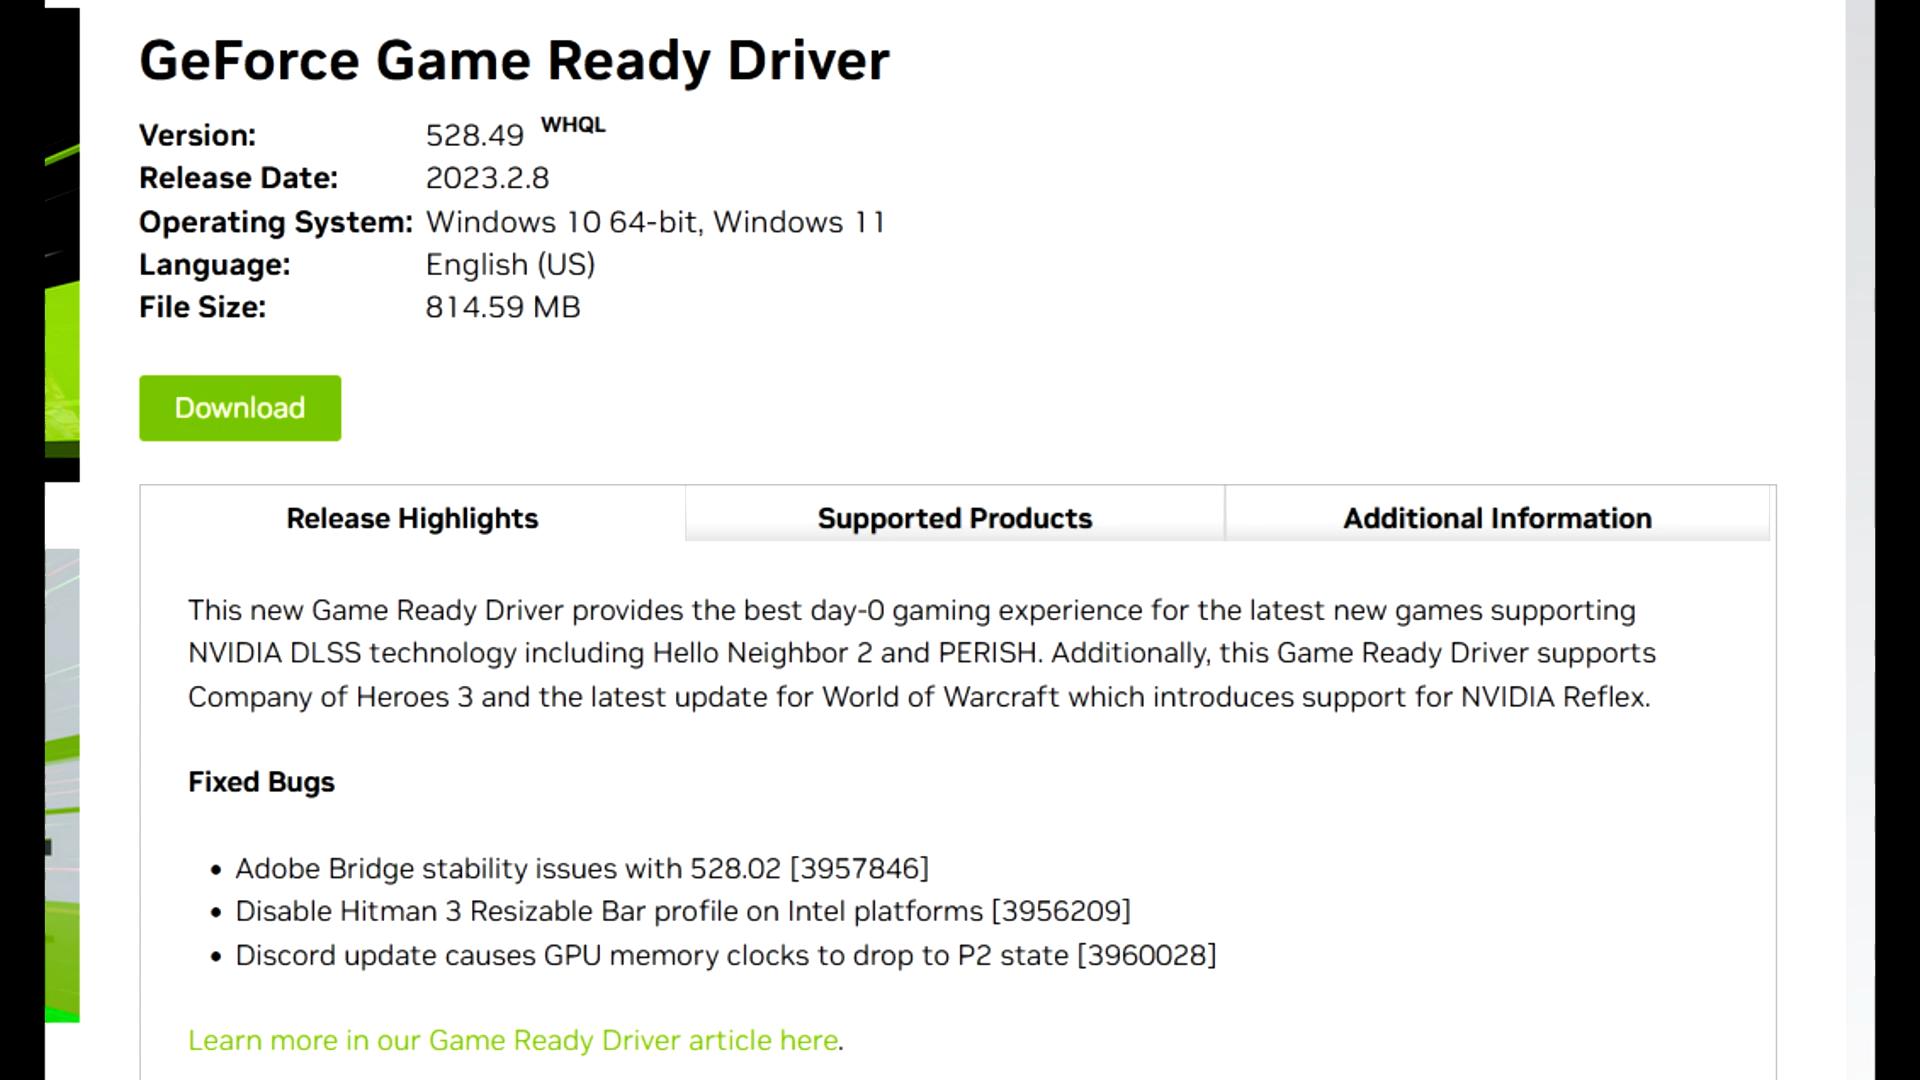 GeForce Game Ready Driver
Version: 528.49 WHQL
Release Date: 2023.2.8
Operating System: Windows 10 64-bit, Windows 11
Language: English (US)
File Size: 814.59 MB
Download
Release Highlights Supported Products Additional Information
This new Game Ready Driver provides the best day-0 gaming experience for the latest new games supporting
NVIDIA DLSS technology including Hello Neighbor 2 and PERISH. Additionally, this Game Ready Driver supports
Company of Heroes 3 and the latest update for World of Warcraft which introduces support for NVIDIA Reflex.
Fixed Bugs
• Adobe Bridge stability issues with 528.02 [3957846]
• Disable Hitman 3 Resizable Bar profile on Intel platforms [3956209]
• Discord update causes GPU memory clocks to drop to P2 state [3960028]
Learn more in our Game Ready Driver article here.